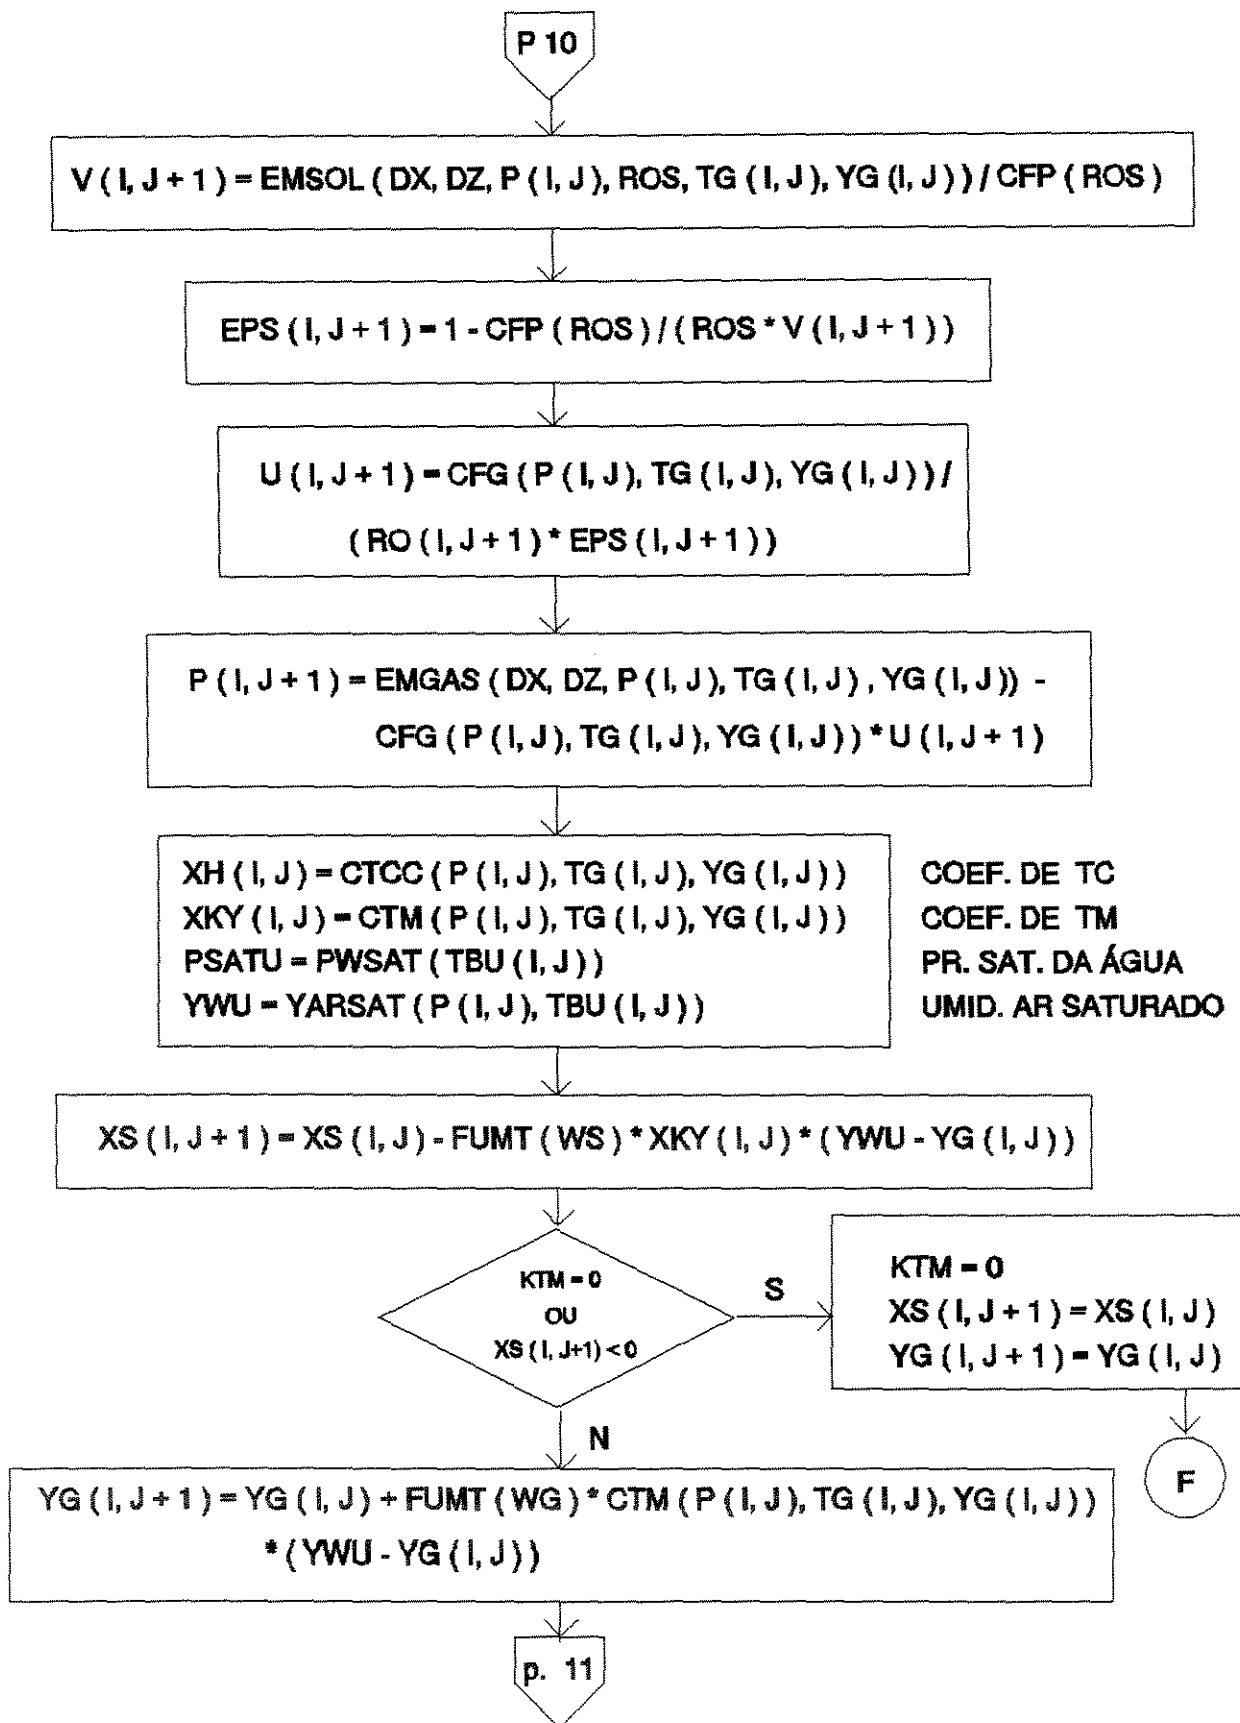 P 10
V ( I, J + 1 ) = EMSOL ( DX, DZ, P ( I, J ), ROS, TG ( I, J ), YG ( I, J ) ) / CFP ( ROS )
EPS ( I, J + 1 ) = 1 - CFP ( ROS ) / ( ROS * V ( I, J + 1 ) )
U ( I, J + 1 ) = CFG ( P ( I, J ), TG ( I, J ), YG ( I, J ) ) /
( RO ( I, J + 1 ) * EPS ( I, J + 1 ) )
P ( I, J + 1 ) = EMGAS ( DX, DZ, P ( I, J ), TG ( I, J ) , YG ( I, J ) ) -
CFG ( P ( I, J ), TG ( I, J ), YG ( I, J ) ) * U ( I, J + 1 )
XH ( I, J ) = CTCC ( P ( I, J ), TG ( I, J ), YG ( I, J ) ) COEF. DE TC
XKY ( I, J ) = CTM ( P ( I, J ), TG ( I, J ), YG ( I, J ) ) COEF. DE TM
PSATU = PWSAT ( TBU ( I, J ) ) PR. SAT. DA ÁGUA
YWU = YARSAT ( P ( I, J ), TBU ( I, J ) ) UMID. AR SATURADO
XS ( I, J + 1 ) = XS ( I, J ) - FUMT ( WS ) * XKY ( I, J ) * ( YWU - YG ( I, J ) )
KTM = 0
OU
XS ( I, J+1) < 0
S
KTM = 0
XS ( I, J + 1 ) = XS ( I, J )
YG ( I, J + 1 ) = YG ( I, J )
N
F
YG ( I, J + 1 ) = YG ( I, J ) + FUMT ( WG ) * CTM ( P ( I, J ), TG ( I, J ), YG ( I, J ) )
* ( YWU - YG ( I, J ) )
p. 11